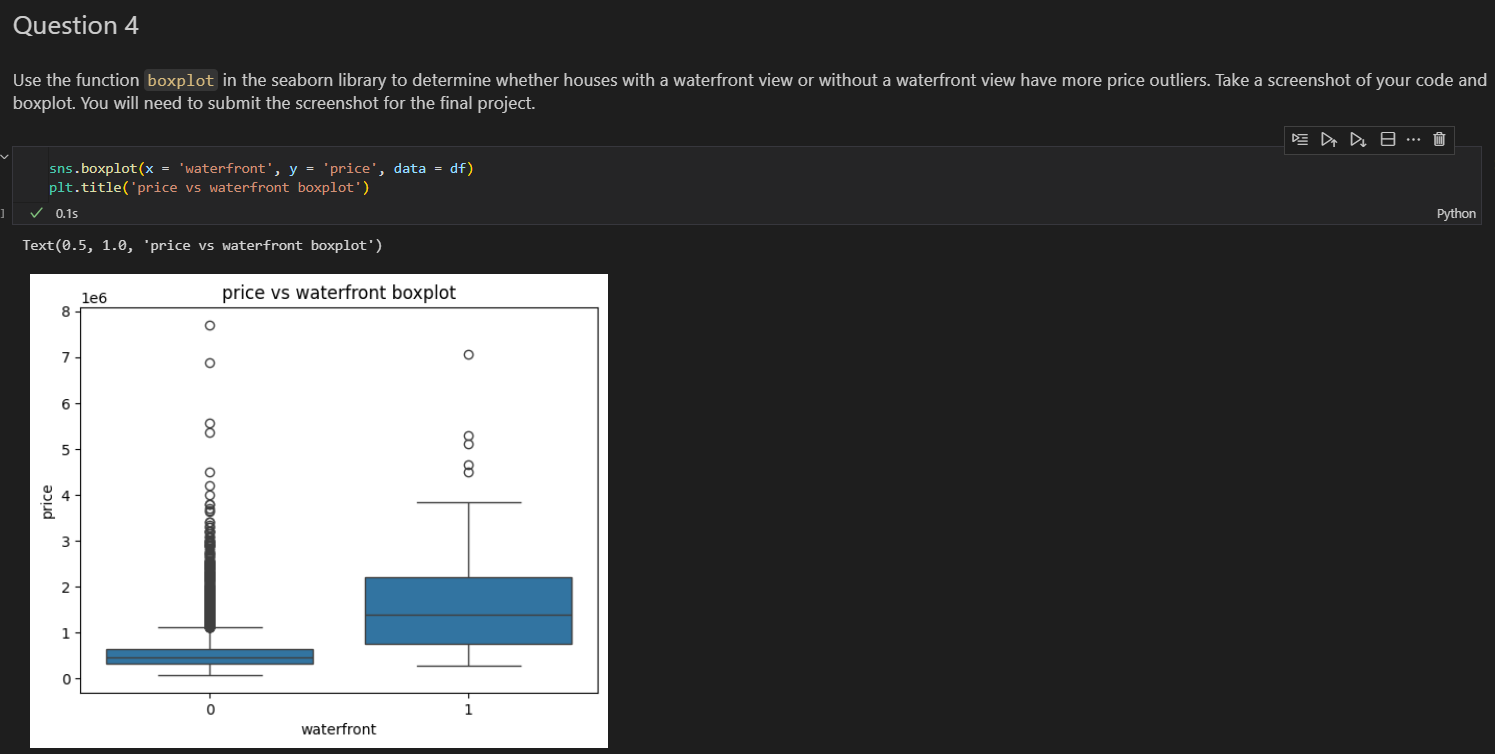 Question 4
Use the function boxplot in the seaborn library to determine whether houses with a waterfront view or without a waterfront view have more price outliers. Take a screenshot of your code and
boxplot. You will need to submit the screenshot for the final project.
sns.boxplot(x = 'waterfront', y = 'price', data = df)
plt.title('price vs waterfront boxplot')
]
0.1s
Python
Text(0.5, 1.0, 'price vs waterfront boxplot')
price vs waterfront boxplot
1e6
8
7
6
5
4
3
2
1
0
price
0 1
waterfront